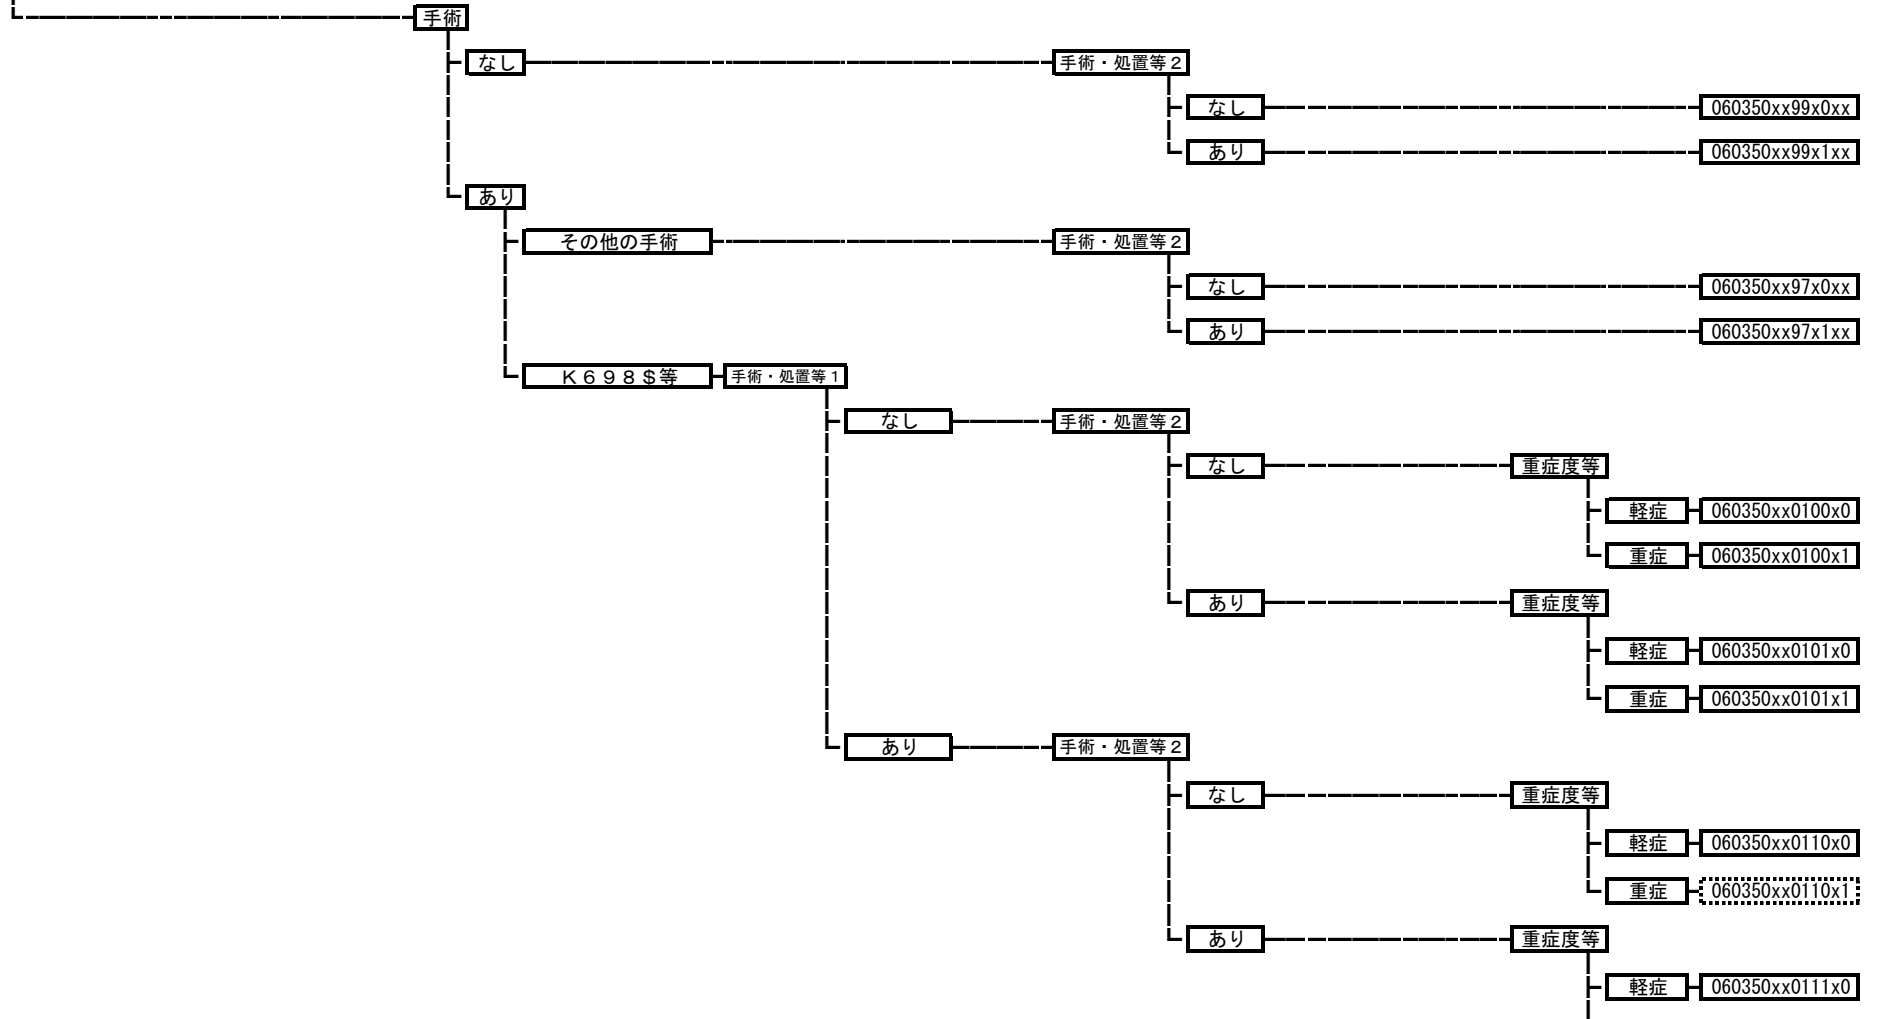 手術
なし 手術・処置等２
なし 060350xx99x0xx
あり 060350xx99x1xx
あり
その他の手術 手術・処置等２
なし 060350xx97x0xx
あり 060350xx97x1xx
Ｋ６９８＄等 手術・処置等１
なし 手術・処置等２
なし 重症度等
軽症 060350xx0100x0
重症 060350xx0100x1
あり 重症度等
軽症 060350xx0101x0
重症 060350xx0101x1
あり 手術・処置等２
なし 重症度等
軽症 060350xx0110x0
重症 060350xx0110x1
あり 重症度等
軽症 060350xx0111x0